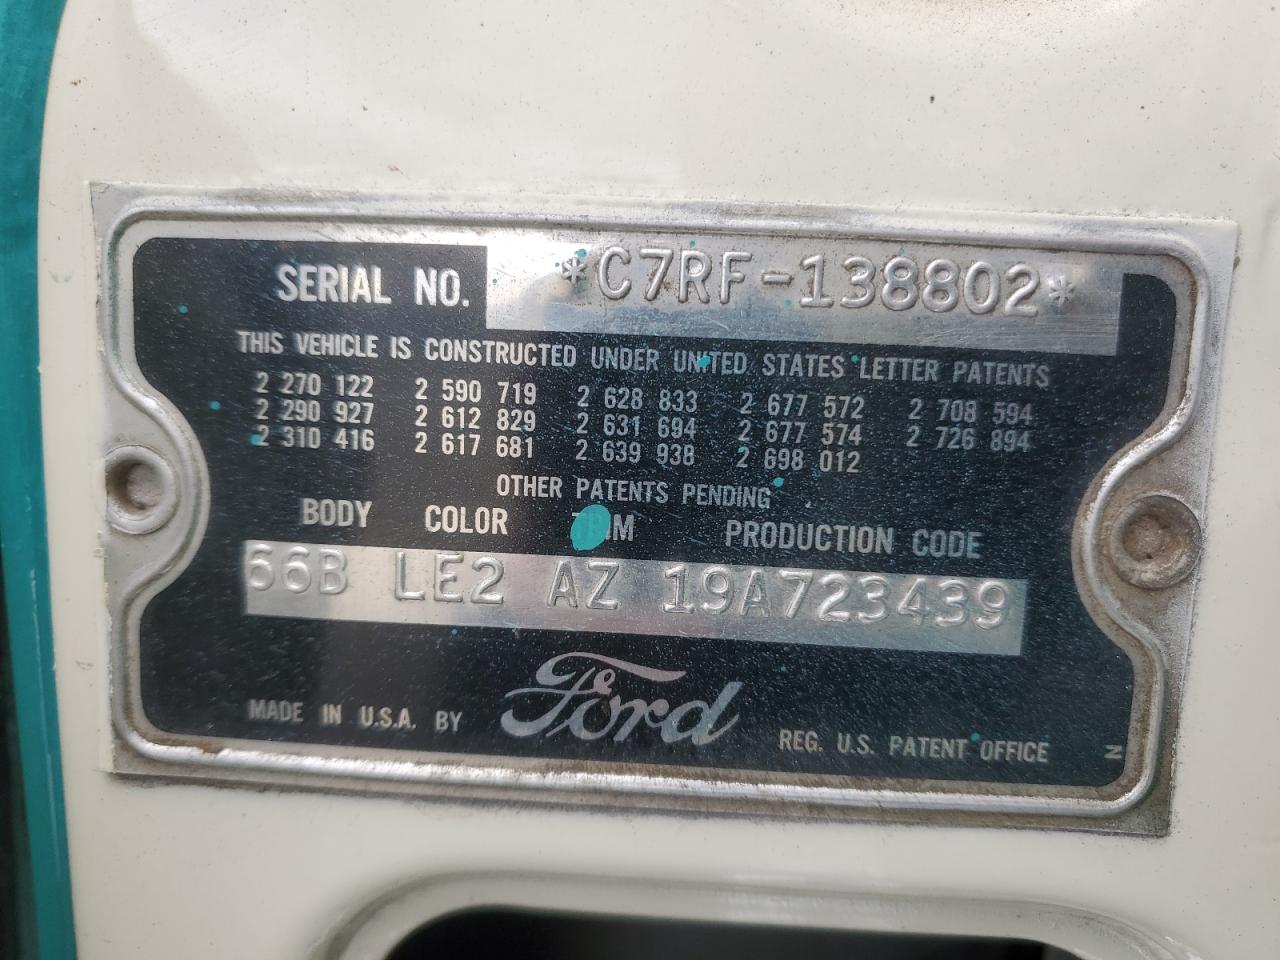 SERIAL NO. *C7RF-138802*
THIS VEHICLE IS CONSTRUCTED UNDER UNITED STATES LETTER PATENTS
2 270 122 2 590 719 2 628 833 2 677 572 2 708 594
2 290 927 2 612 829 2 631 694 2 677 574 2 726 894
2 310 416 2 617 681 2 639 938 2 698 012
OTHER PATENTS PENDING
BODY COLOR TRIM PRODUCTION CODE
66B LE2 AZ 19A723439
MADE IN U.S.A. BY Ford REG. U.S. PATENT OFFICE N